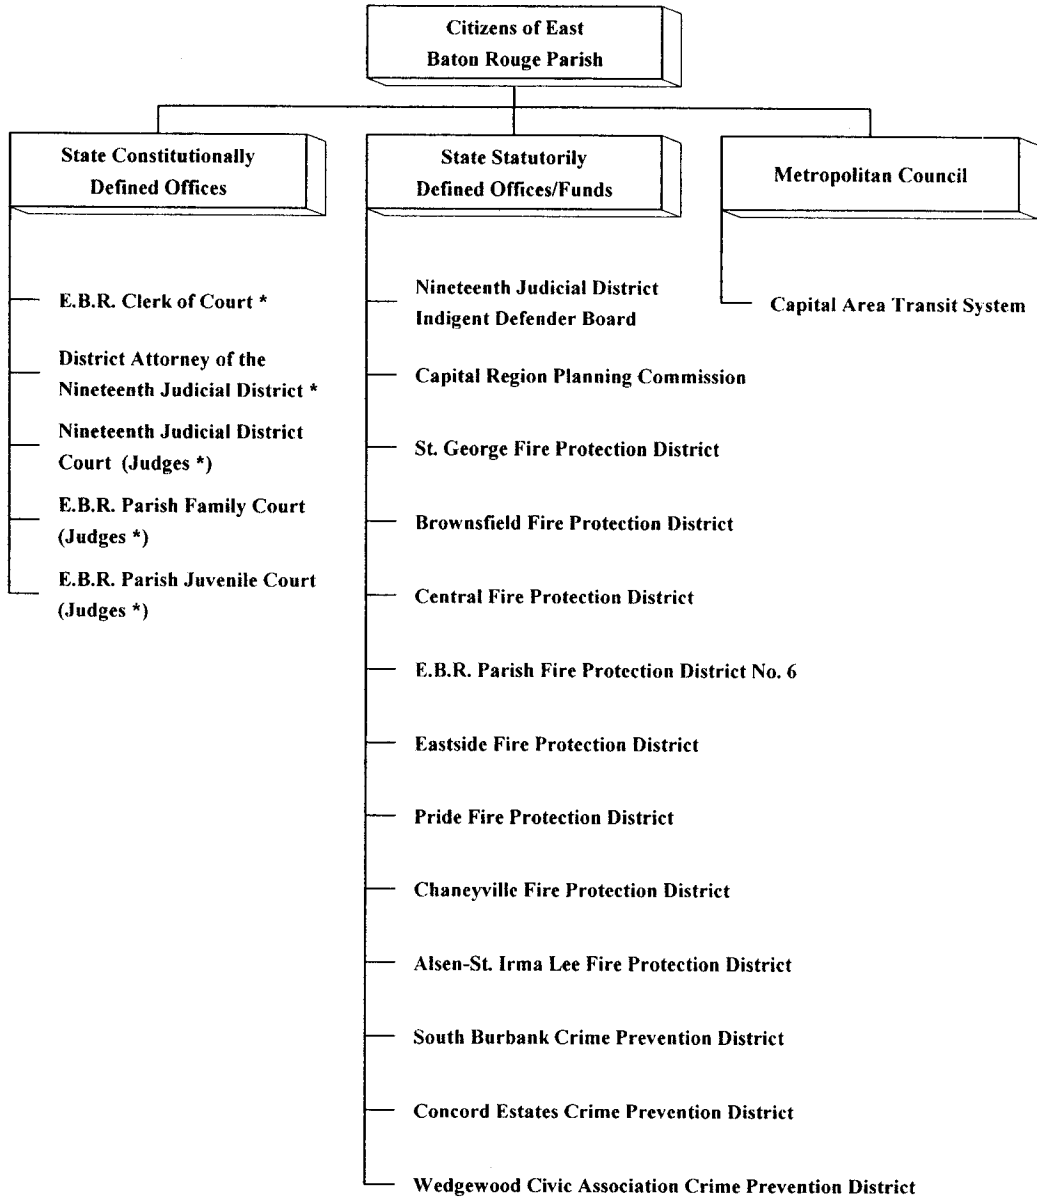 Citizens of East
Baton Rouge Parish
State Constitutionally
Defined Offices
E.B.R. Clerk of Court *
District Attorney of the
Nineteenth Judicial District *
Nineteenth Judicial District
Court (Judges *)
E.B.R. Parish Family Court
(Judges *)
E.B.R. Parish Juvenile Court
(Judges *)
State Statutorily
Defined Offices/Funds
Nineteenth Judicial District
Indigent Defender Board
Capital Region Planning Commission
St. George Fire Protection District
Brownsfield Fire Protection District
Central Fire Protection District
E.B.R. Parish Fire Protection District No. 6
Eastside Fire Protection District
Pride Fire Protection District
Chaneyville Fire Protection District
Alsen-St. Irma Lee Fire Protection District
South Burbank Crime Prevention District
Concord Estates Crime Prevention District
Wedgewood Civic Association Crime Prevention District
Metropolitan Council
Capital Area Transit System